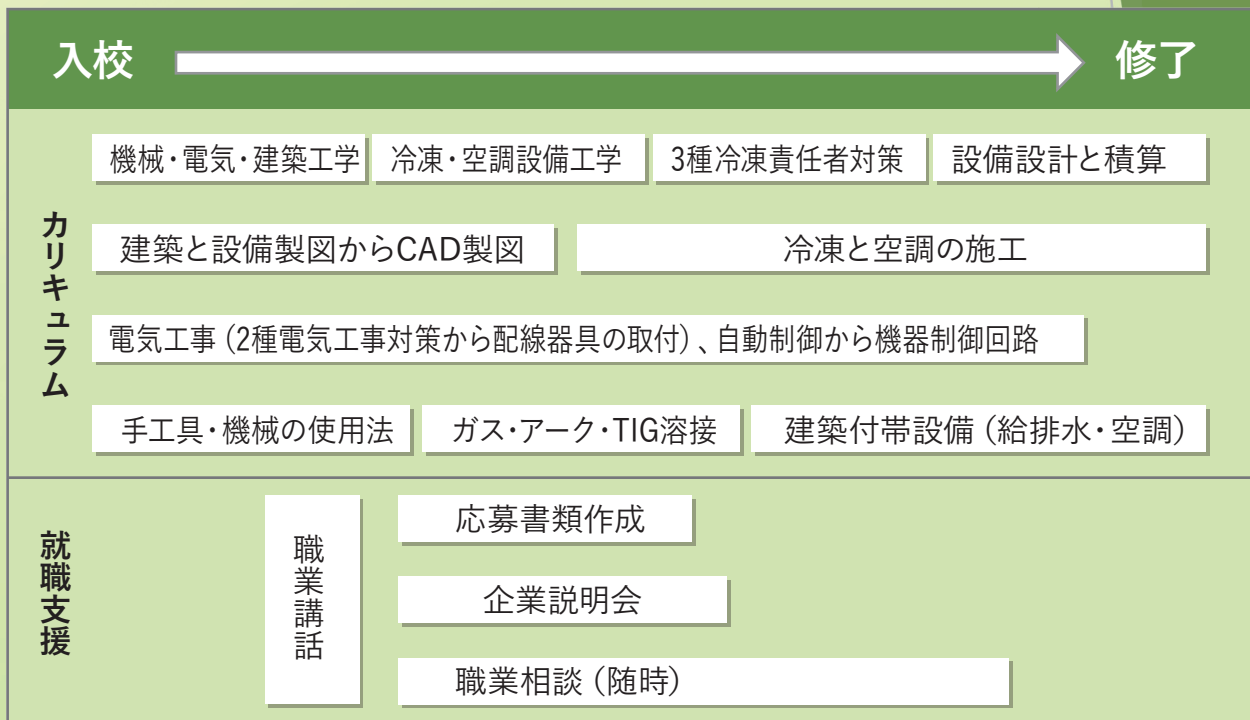 入校
修了
カリキュラム
機械・電気・建築工学
冷凍・空調設備工学
3種冷凍責任者対策
設備設計と積算
建築と設備製図からCAD製図
冷凍と空調の施工
電気工事（2種電気工事対策から配線器具の取付）、自動制御から機器制御回路
手工具・機械の使用法
ガス・アーク・TIG溶接
建築付帯設備（給排水・空調）
就職支援
職業講話
応募書類作成
企業説明会
職業相談（随時）